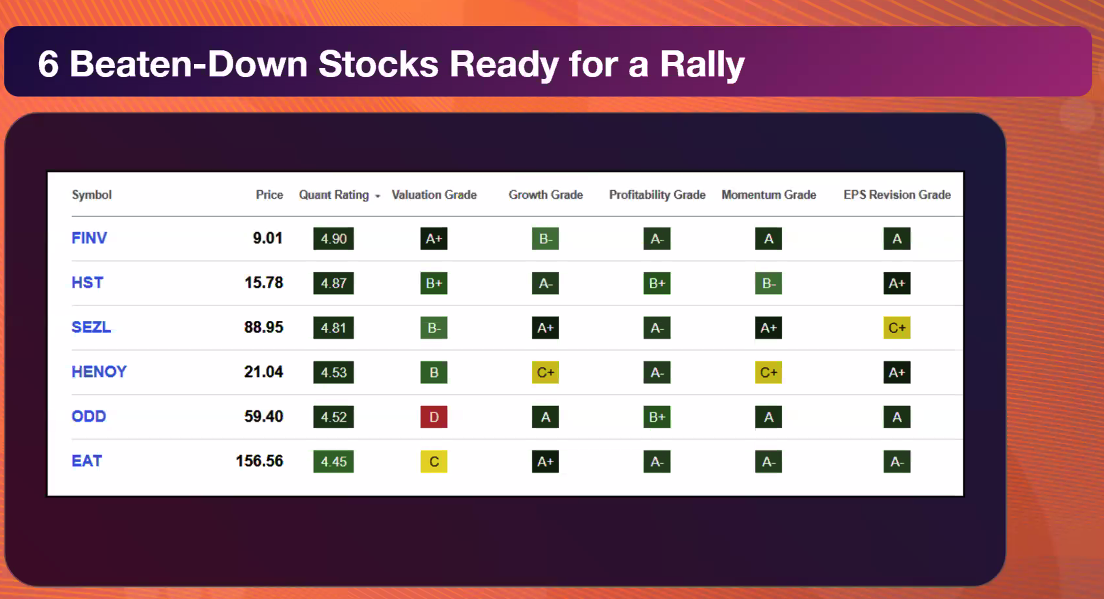 6 Beaten-Down Stocks Ready for a Rally
Symbol Price Quant Rating Valuation Grade Growth Grade Profitability Grade Momentum Grade EPS Revision Grade
FINV 9.01 4.90 A+ B- A- A A
HST 15.78 4.87 B+ A- B+ B- A+
SEZL 88.95 4.81 B- A+ A- A+ C+
HENOY 21.04 4.53 B C+ A- C+ A+
ODD 59.40 4.52 D A B+ A A
EAT 156.56 4.45 C A+ A- A- A-